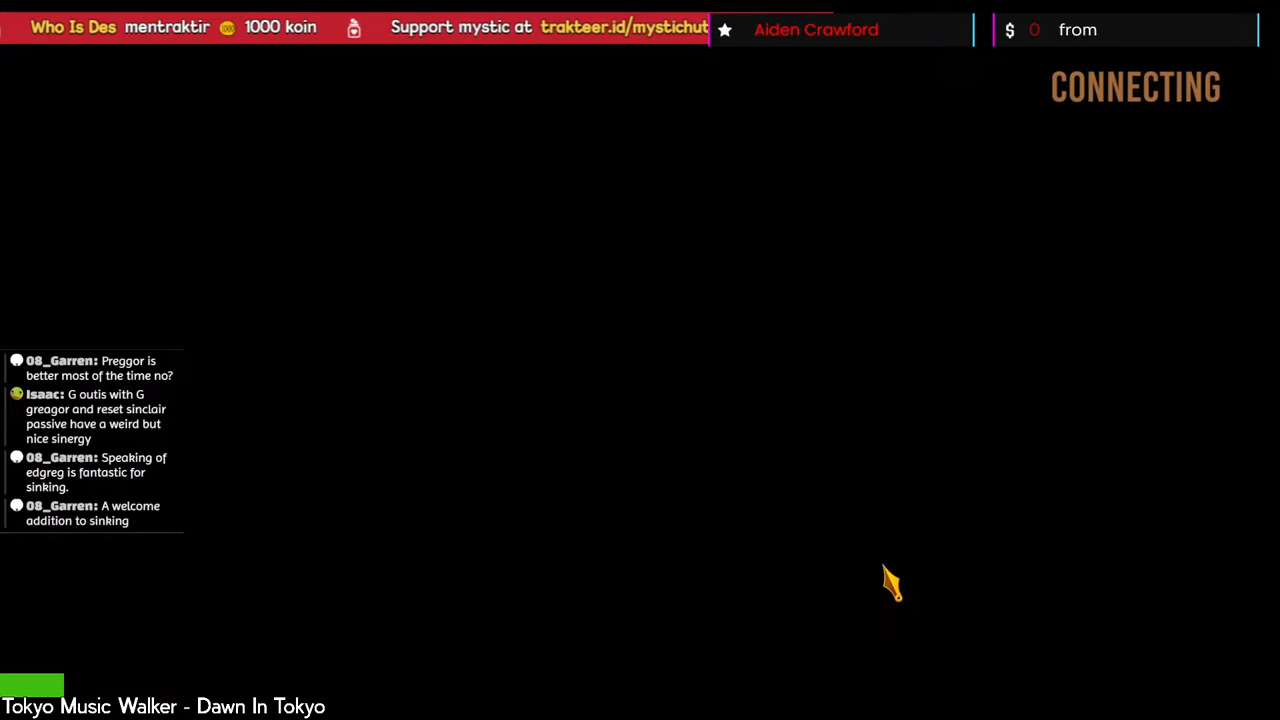 Who Is Des mentraktir 1000 koin Support mystic at trakteer.id/mystichut
Aiden Crawford
$ 0 from
CONNECTING
08_Garren: Preggor is
better most of the time no?
Isaac: G outis with G
greagor and reset sinclair
passive have a weird but
nice sinergy
08_Garren: Speaking of
edgreg is fantastic for
sinking.
08_Garren: A welcome
addition to sinking
Tokyo Music Walker - Dawn In Tokyo